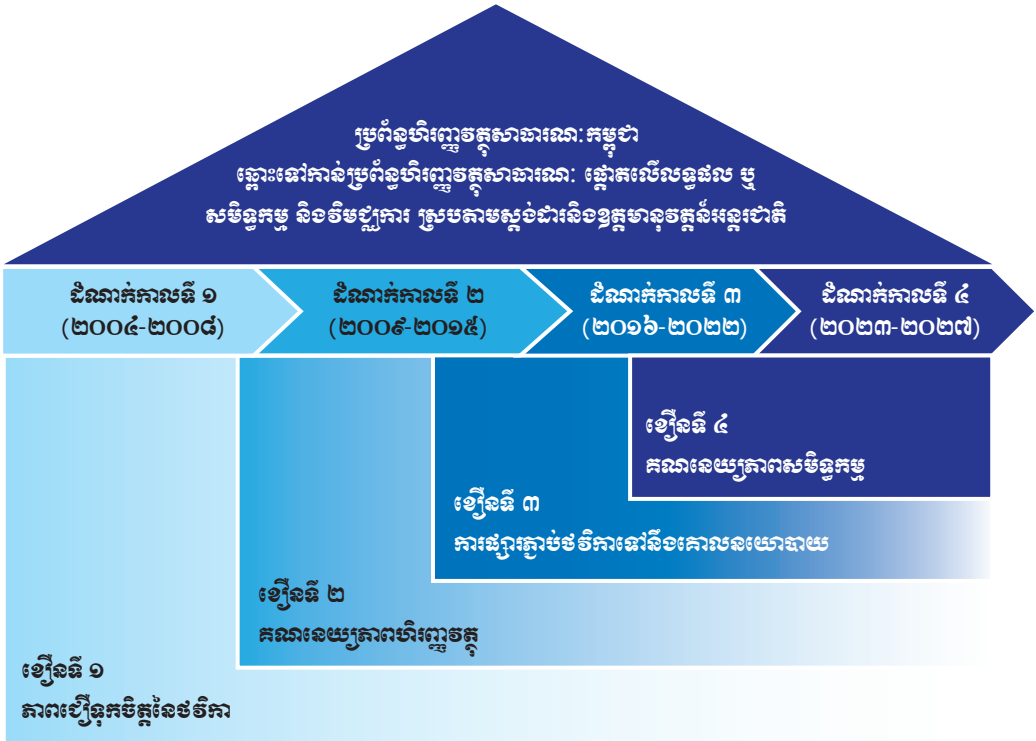 ប្រព័ន្ធហិរញ្ញវត្ថុសាធារណៈកម្ពុជា
ឆ្ពោះទៅកាន់ប្រព័ន្ធហិរញ្ញវត្ថុសាធារណៈ ផ្តោតលើលទ្ធផល ឬ
សមិទ្ធកម្ម និងវិមជ្ឈការ ស្របតាមស្តង់ដារនិងឧត្តមានុវត្តន៍អន្តរជាតិ
ដំណាក់កាលទី ១
(២០០៤-២០០៨)
ដំណាក់កាលទី ២
(២០០៩-២០១៥)
ដំណាក់កាលទី ៣
(២០១៦-២០២២)
ដំណាក់កាលទី ៤
(២០២៣-២០២៧)
ខឿនទី ៤
គណនេយ្យភាពសមិទ្ធកម្ម
ខឿនទី ៣
ការផ្សារភ្ជាប់ថវិកាទៅនឹងគោលនយោបាយ
ខឿនទី ២
គណនេយ្យភាពហិរញ្ញវត្ថុ
ខឿនទី ១
ភាពជឿទុកចិត្តនៃថវិកា